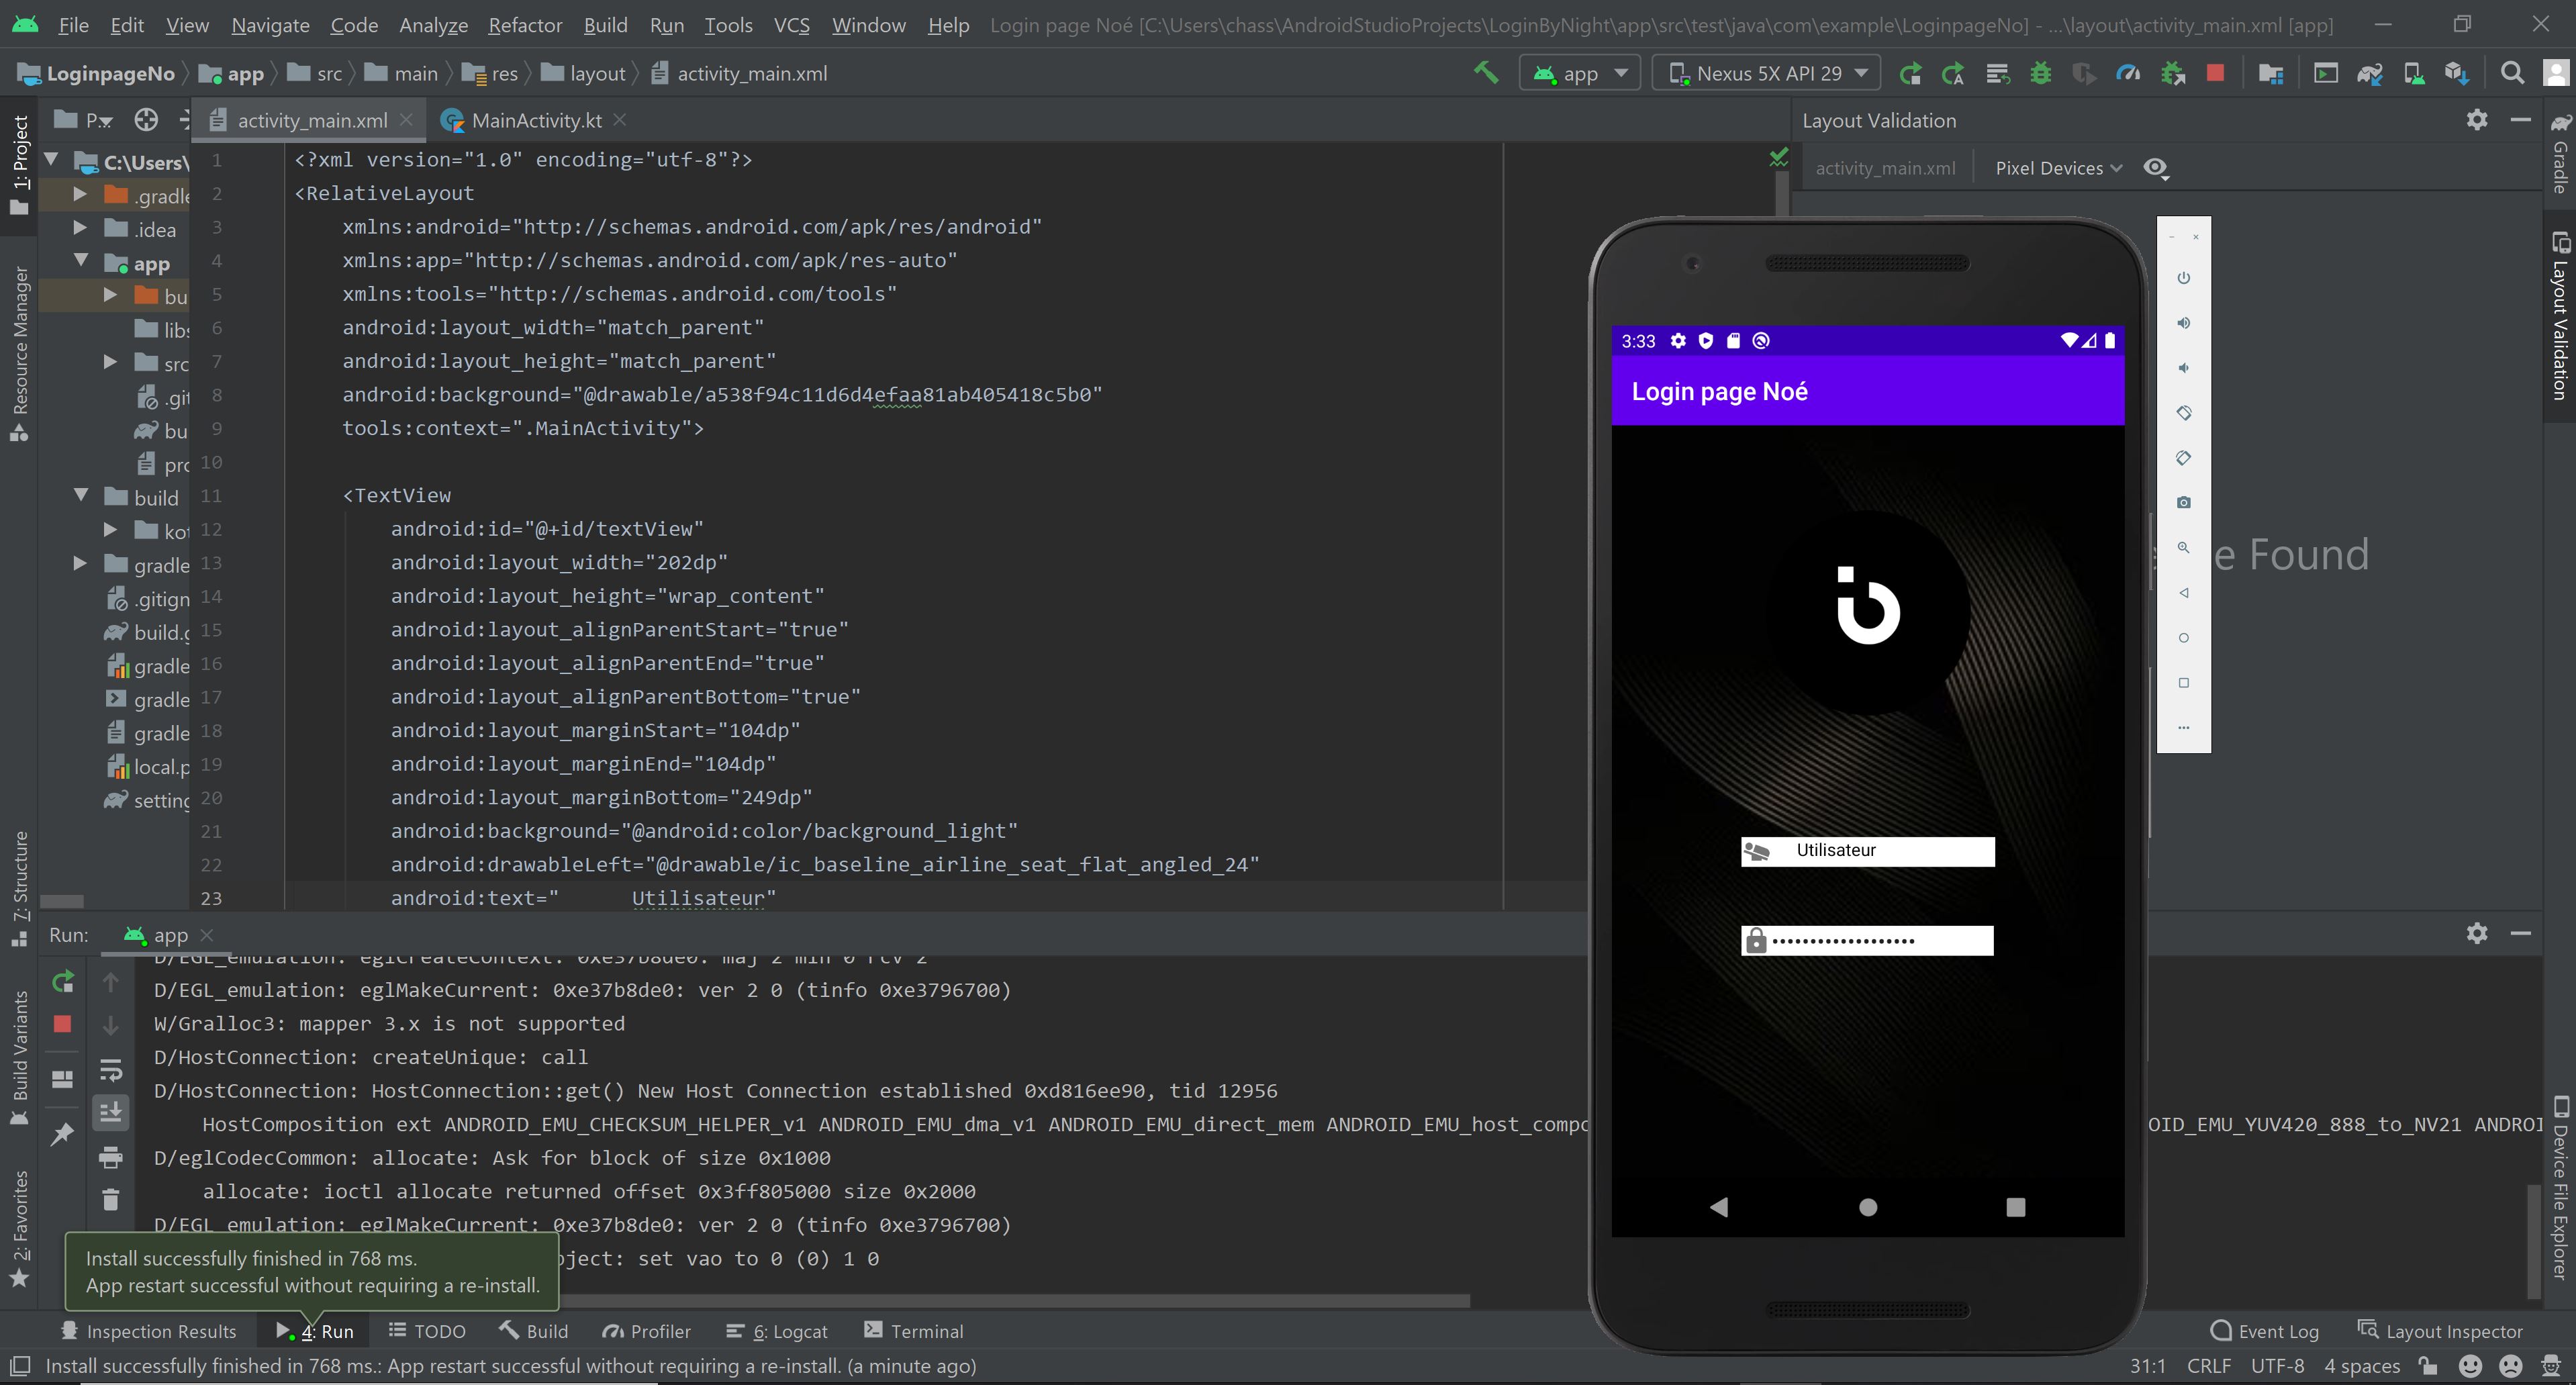 File Edit View Navigate Code Analyze Refactor Build Run Tools VCS Window Help Login page Noé [C:\Users\chass\AndroidStudioProjects\LoginByNight\app\src\test\java\com\example\LoginpageNo] - ...\layout\activity_main.xml [app]
LoginpageNo app src main res layout activity_main.xml
app Nexus 5X API 29
1: Project
Resource Manager
7: Structure
Build Variants
2: Favorites
P...
C:\Users\
.gradle
.idea
app
bu
libs
src
.git
bu
pro
build
kot
gradle
.gitign
build.g
gradle
gradle
gradle
local.p
setting
activity_main.xml MainActivity.kt
1 <?xml version="1.0" encoding="utf-8"?>
2 <RelativeLayout
3 xmlns:android="http://schemas.android.com/apk/res/android"
4 xmlns:app="http://schemas.android.com/apk/res-auto"
5 xmlns:tools="http://schemas.android.com/tools"
6 android:layout_width="match_parent"
7 android:layout_height="match_parent"
8 android:background="@drawable/a538f94c11d6d4efaa81ab405418c5b0"
9 tools:context=".MainActivity">
10
11 <TextView
12 android:id="@+id/textView"
13 android:layout_width="202dp"
14 android:layout_height="wrap_content"
15 android:layout_alignParentStart="true"
16 android:layout_alignParentEnd="true"
17 android:layout_alignParentBottom="true"
18 android:layout_marginStart="104dp"
19 android:layout_marginEnd="104dp"
20 android:layout_marginBottom="249dp"
21 android:background="@android:color/background_light"
22 android:drawableLeft="@drawable/ic_baseline_airline_seat_flat_angled_24"
23 android:text="      Utilisateur"
Layout Validation
activity_main.xml Pixel Devices
e Found
3:33
Login page Noé
Utilisateur
Gradle
Layout Validation
Device File Explorer
Run: app
D/EGL_emulation: eglCreateContext: 0xe37b8de0: maj 2 min 0 rcv 2
D/EGL_emulation: eglMakeCurrent: 0xe37b8de0: ver 2 0 (tinfo 0xe3796700)
W/Gralloc3: mapper 3.x is not supported
D/HostConnection: createUnique: call
D/HostConnection: HostConnection::get() New Host Connection established 0xd816ee90, tid 12956
HostComposition ext ANDROID_EMU_CHECKSUM_HELPER_v1 ANDROID_EMU_dma_v1 ANDROID_EMU_direct_mem ANDROID_EMU_host_compo OID_EMU_YUV420_888_to_NV21 ANDROI
D/eglCodecCommon: allocate: Ask for block of size 0x1000
allocate: ioctl allocate returned offset 0x3ff805000 size 0x2000
D/EGL_emulation: eglMakeCurrent: 0xe37b8de0: ver 2 0 (tinfo 0xe3796700)
ject: set vao to 0 (0) 1 0
Install successfully finished in 768 ms.
App restart successful without requiring a re-install.
Inspection Results 4: Run TODO Build Profiler 6: Logcat Terminal Event Log Layout Inspector
Install successfully finished in 768 ms.: App restart successful without requiring a re-install. (a minute ago) 31:1 CRLF UTF-8 4 spaces